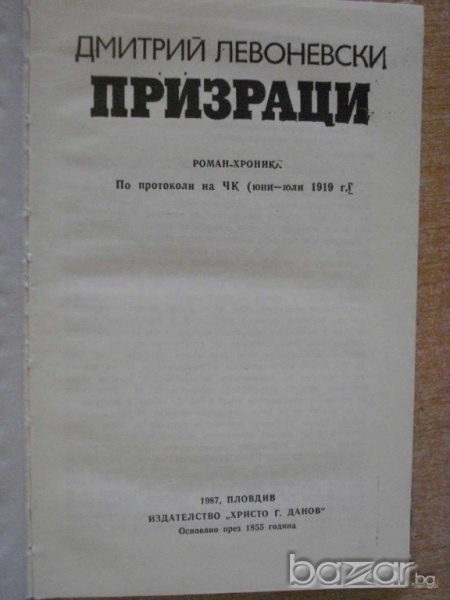 ДМИТРИЙ ЛЕВОНЕВСКИ
ПРИЗРАЦИ
РОМАН-ХРОНИКА
По протоколи на ЧК (юни—юли 1919 г.)
1987, ПЛОВДИВ
ИЗДАТЕЛСТВО „ХРИСТО Г. ДАНОВ"
Основано през 1855 година
bazar.bg